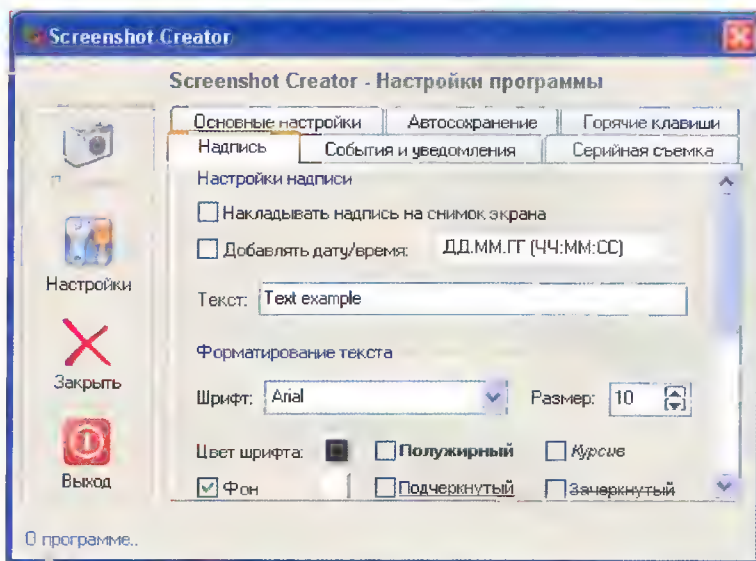 Screenshot Creator
Screenshot Creator - Настройки программы
Основные настройки Автосохранение Горячие клавиши
Надпись События и уведомления Серийная съемка
Настройки надписи
Накладывать надпись на снимок экрана
Добавлять дату/время: ДД.ММ.ГГ (ЧЧ:ММ:СС)
Настройки
Текст: Text example
Форматирование текста
Закрыть
Шрифт: Arial Размер: 10
Цвет шрифта: Полужирный Курсив
Выход
Фон Подчеркнутый Зачеркнутый
О программе..